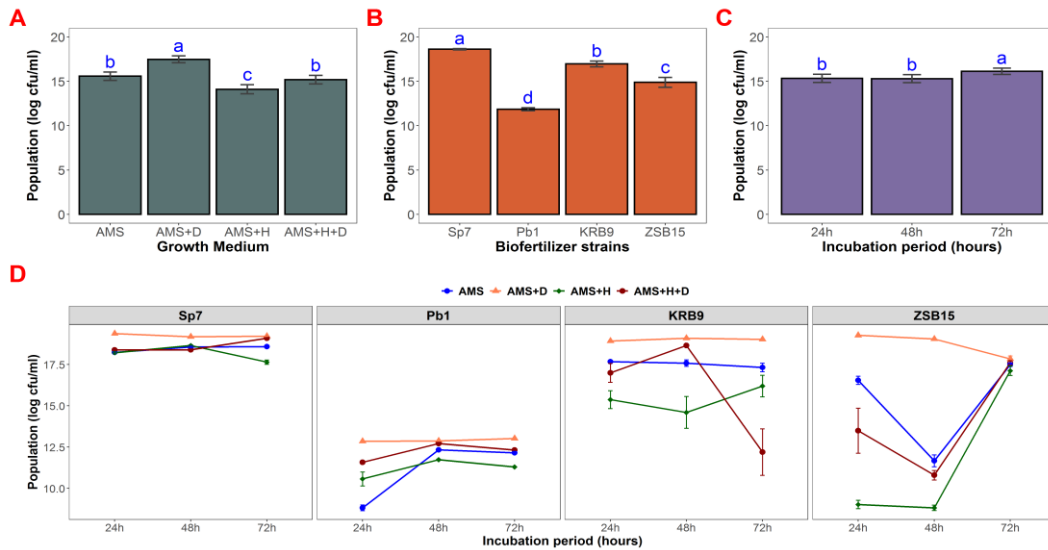 A
Population (log cfu/ml)
20
15
10
5
0
b
a
c
b
AMS
AMS+D
AMS+H
AMS+H+D
Growth Medium
B
Population (log cfu/ml)
20
15
10
5
0
a
d
b
c
Sp7
Pb1
KRB9
ZSB15
Biofertilizer strains
C
Population (log cfu/ml)
20
15
10
5
0
b
b
a
24h
48h
72h
Incubation period (hours)
D
AMS AMS+D AMS+H AMS+H+D
Sp7
Pb1
KRB9
ZSB15
Population (log cfu/ml)
17.5
15.0
12.5
10.0
24h 48h 72h
24h 48h 72h
24h 48h 72h
24h 48h 72h
Incubation period (hours)